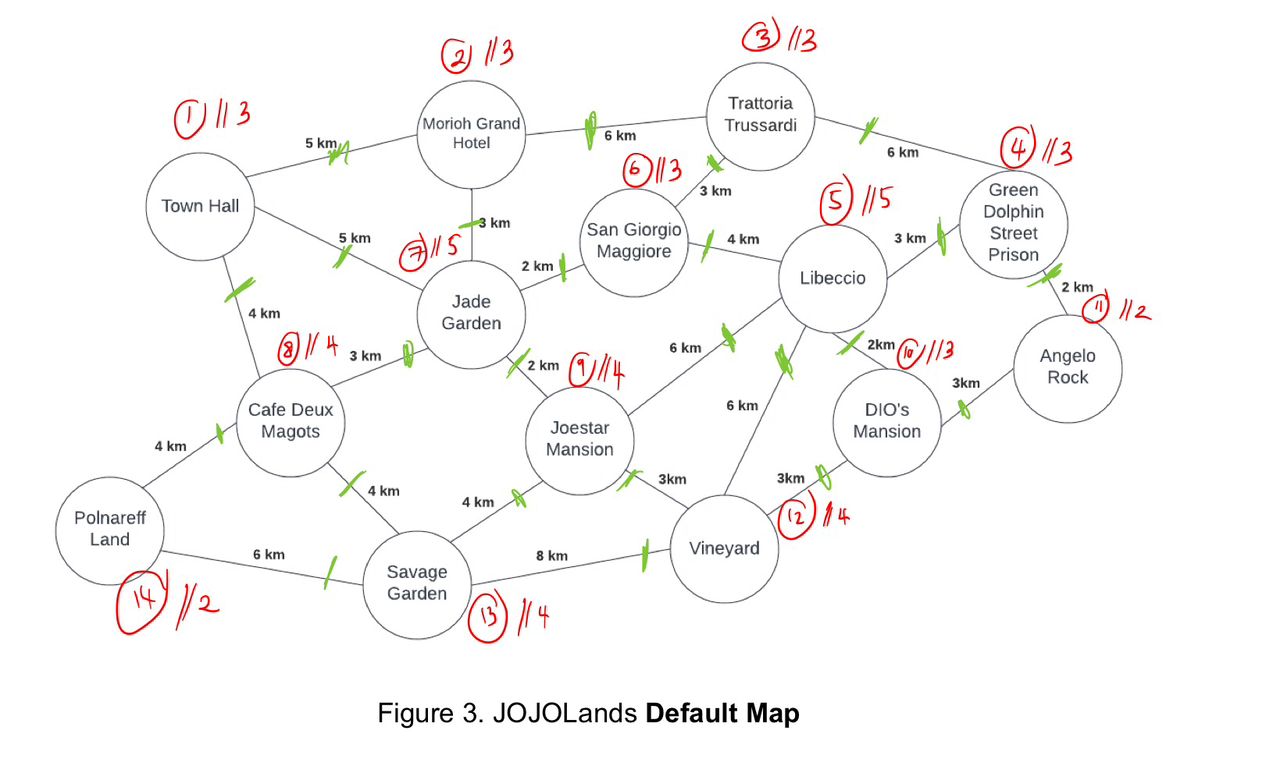 ③ //3
② //3
Trattoria
Trussardi
① //3
Morioh Grand
Hotel
5 km
6 km
6 km
④ //3
⑥ //3
3 km
⑤ //5
Green
Dolphin
Street
Prison
Town Hall
3 km
San Giorgio
Maggiore
4 km
3 km
5 km
⑦ //5
2 km
Libeccio
2 km
Jade
Garden
⑪ //2
4 km
⑧ //4
3 km
2 km
⑨ //4
6 km
2km
⑩ //3
Angelo
Rock
3km
Cafe Deux
Magots
6 km
DIO's
Mansion
Joestar
Mansion
4 km
3km
3km
4 km
4 km
⑫ //4
Polnareff
Land
6 km
8 km
Vineyard
Savage
Garden
⑭ //2
⑬ //4
Figure 3. JOJOLands Default Map